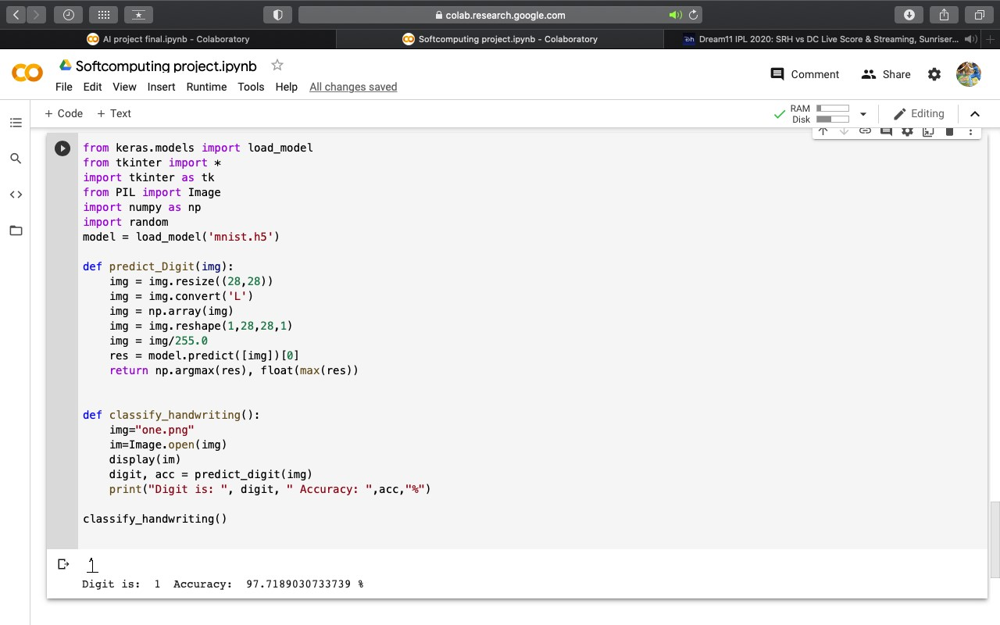 colab.research.google.com
AI project final.ipynb - Colaboratory
Softcomputing project.ipynb - Colaboratory
Dream11 IPL 2020: SRH vs DC Live Score & Streaming, Sunriser...
Softcomputing project.ipynb
File Edit View Insert Runtime Tools Help All changes saved
Comment Share
+ Code + Text
RAM
Disk
Editing
from keras.models import load_model
from tkinter import *
import tkinter as tk
from PIL import Image
import numpy as np
import random
model = load_model('mnist.h5')
def predict_Digit(img):
    img = img.resize((28,28))
    img = img.convert('L')
    img = np.array(img)
    img = img.reshape(1,28,28,1)
    img = img/255.0
    res = model.predict([img])[0]
    return np.argmax(res), float(max(res))
def classify_handwriting():
    img="one.png"
    im=Image.open(img)
    display(im)
    digit, acc = predict_digit(img)
    print("Digit is: ", digit, " Accuracy: ",acc,"%")
classify_handwriting()
1
Digit is:  1  Accuracy:  97.7189030733739 %